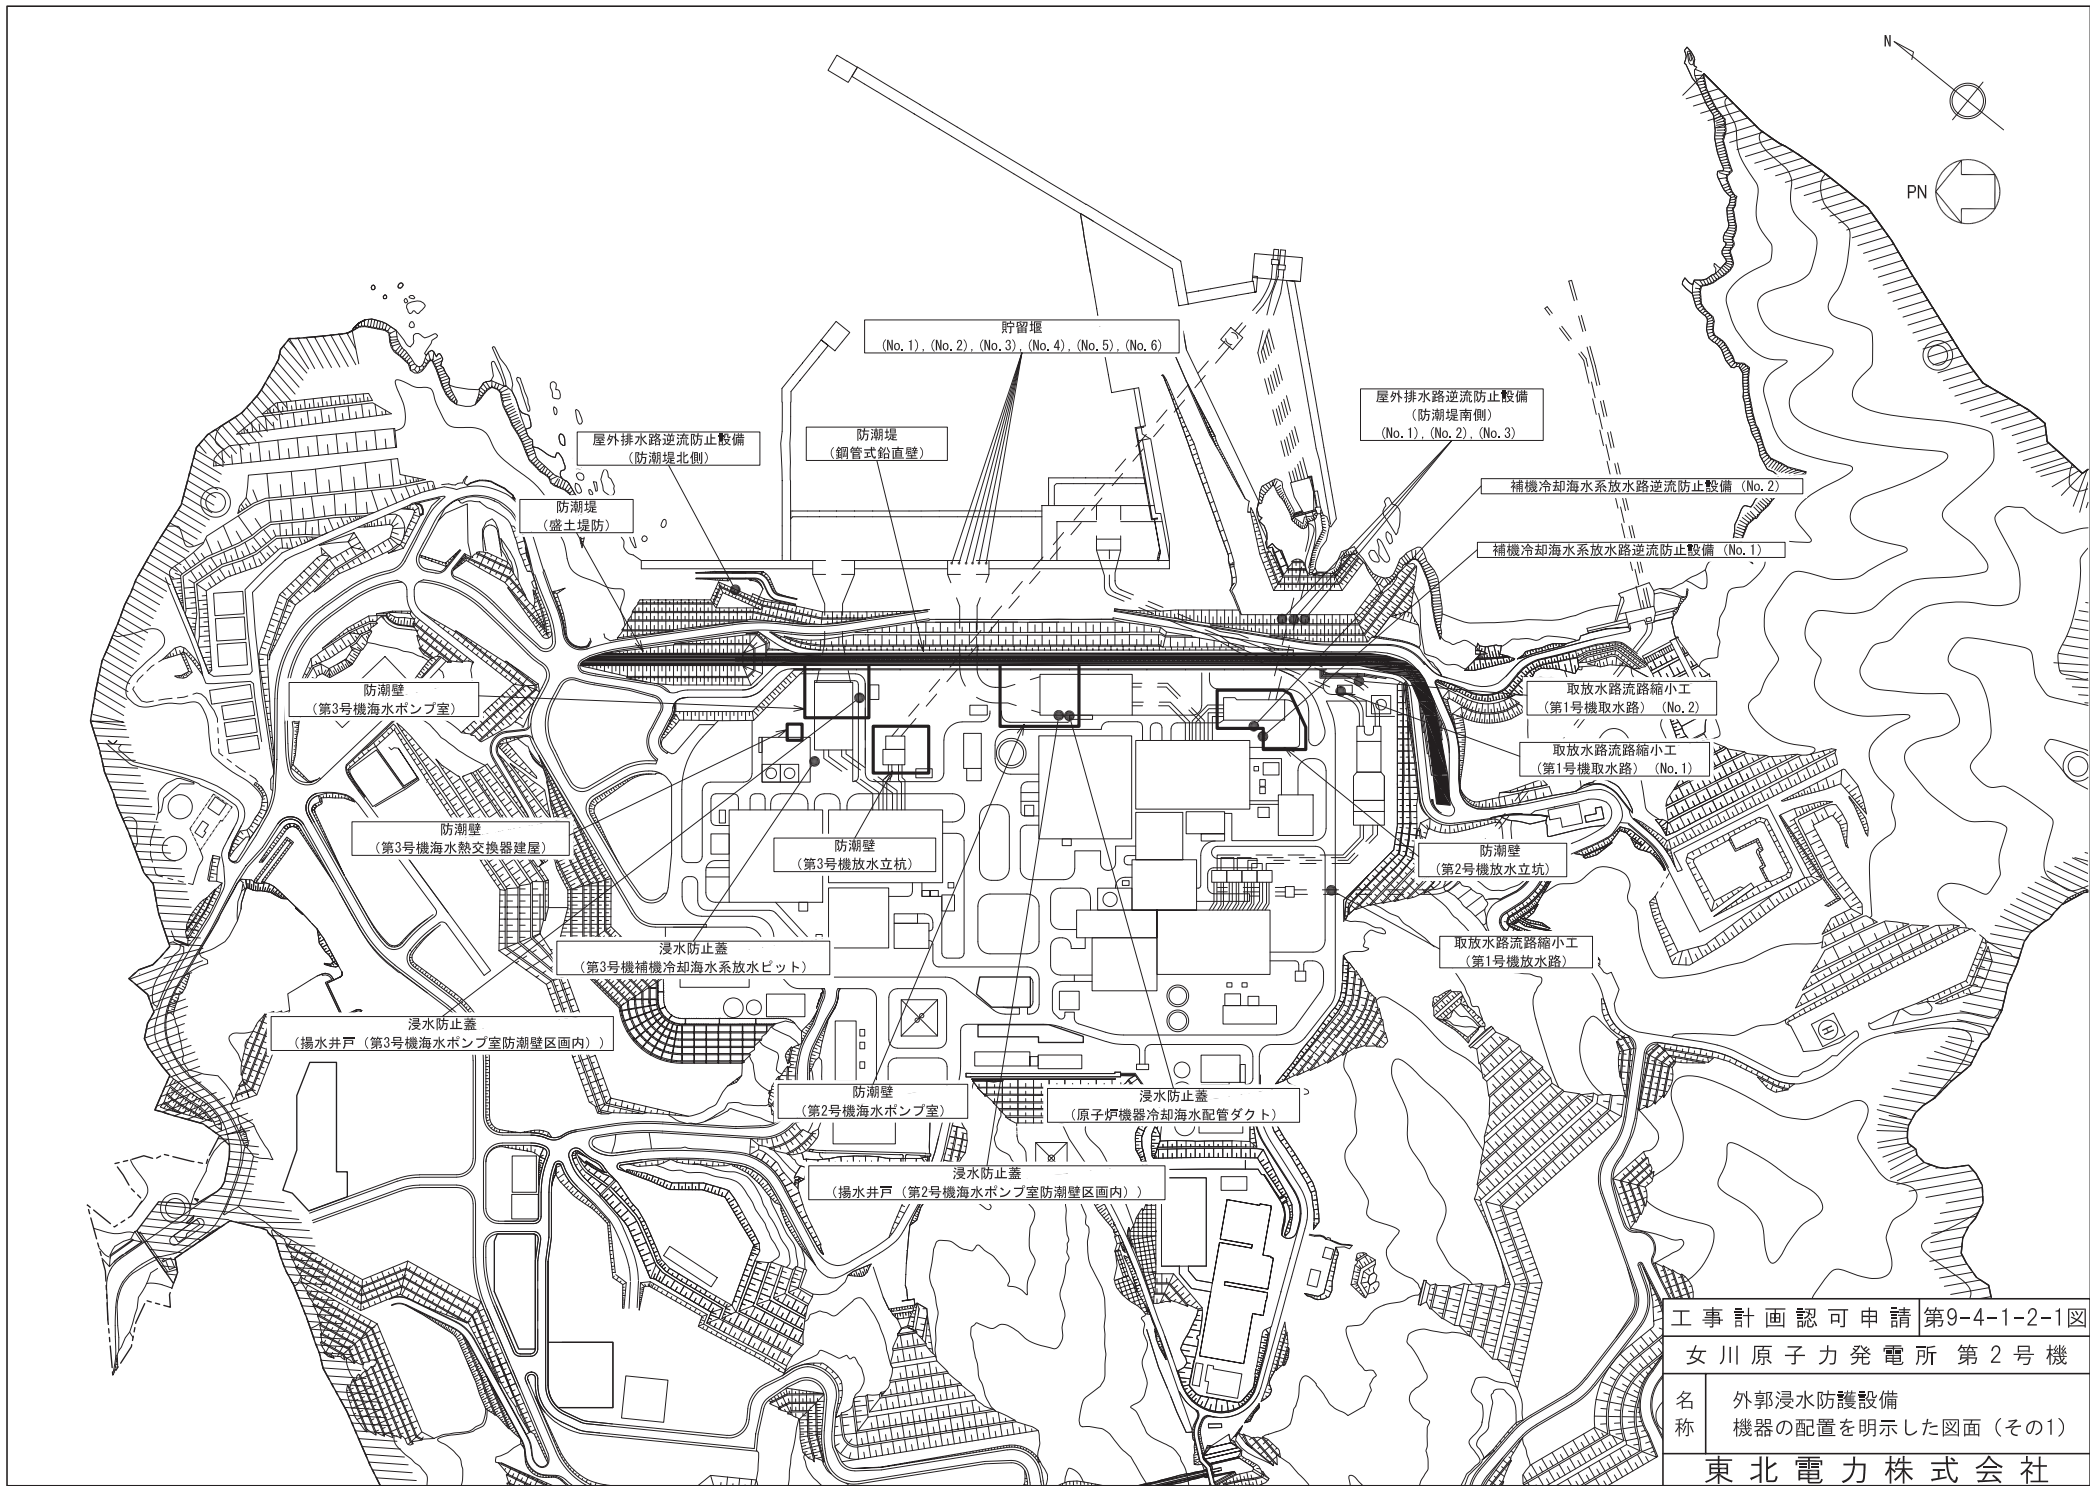 N
PN
貯留堰
(No. 1), (No. 2), (No. 3), (No. 4), (No. 5), (No. 6)
屋外排水路逆流防止設備
(防潮堤南側)
(No. 1), (No. 2), (No. 3)
屋外排水路逆流防止設備
(防潮堤北側)
防潮堤
(鋼管式鉛直壁)
補機冷却海水系放水路逆流防止設備 (No. 2)
防潮堤
(盛土堤防)
補機冷却海水系放水路逆流防止設備 (No. 1)
防潮壁
(第3号機海水ポンプ室)
取放水路流路縮小工
(第1号機取水路) (No. 2)
取放水路流路縮小工
(第1号機取水路) (No. 1)
防潮壁
(第3号機海水熱交換器建屋)
防潮壁
(第3号機放水立杭)
防潮壁
(第2号機放水立坑)
浸水防止蓋
(第3号機補機冷却海水系放水ピット)
取放水路流路縮小工
(第1号機放水路)
浸水防止蓋
(揚水井戸 (第3号機海水ポンプ室防潮壁区画内))
H
防潮壁
(第2号機海水ポンプ室)
浸水防止蓋
(原子炉機器冷却海水配管ダクト)
浸水防止蓋
(揚水井戸 (第2号機海水ポンプ室防潮壁区画内))
工事計画認可申請 第9-4-1-2-1図
女川原子力発電所 第2号機
名称 外郭浸水防護設備
機器の配置を明示した図面 (その1)
東北電力株式会社